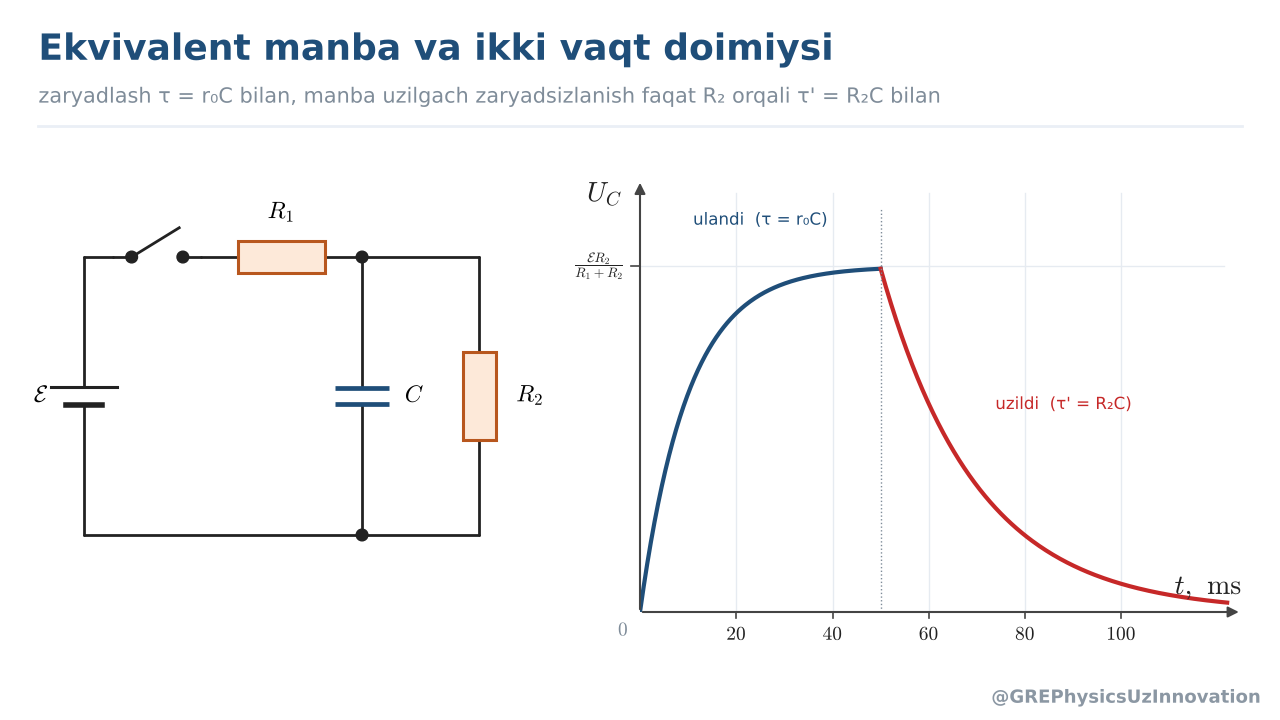 Ekvivalent manba va ikki vaqt doimiysi
zaryadlash τ = r₀C bilan, manba uzilgach zaryadsizlanish faqat R₂ orqali τ' = R₂C bilan
R₁
ℰ
C
R₂
U_C
ulandi (τ = r₀C)
ℰR₂
R₁ + R₂
uzildi (τ' = R₂C)
t, ms
0
20 40 60 80 100
@GREPhysicsUzInnovation